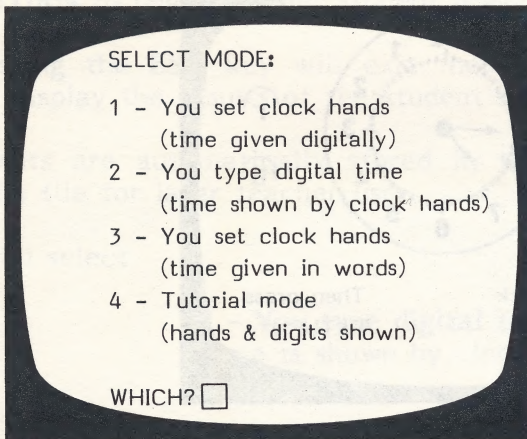 SELECT MODE:
1 - You set clock hands
(time given digitally)
2 - You type digital time
(time shown by clock hands)
3 - You set clock hands
(time given in words)
4 - Tutorial mode
(hands & digits shown)
WHICH?